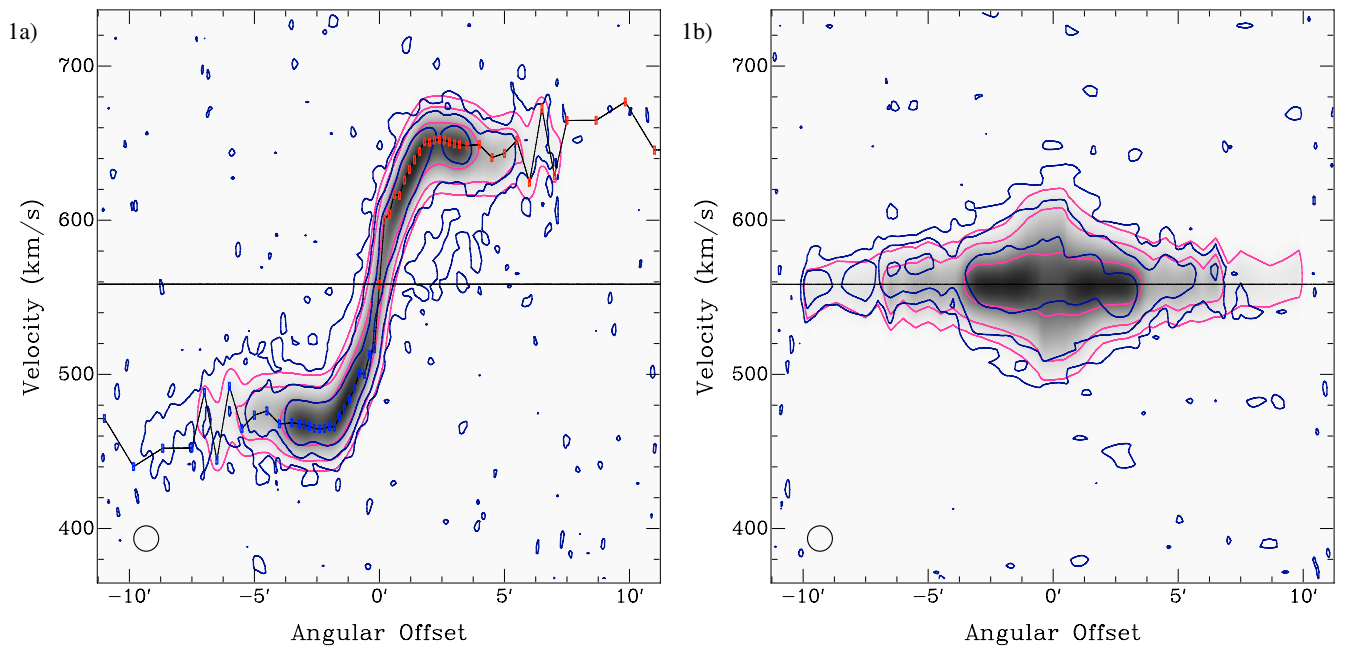 1a)
700
600
500
400
Velocity (km/s)
−10′ −5′ 0′ 5′ 10′
Angular Offset
1b)
700
600
500
400
Velocity (km/s)
−10′ −5′ 0′ 5′ 10′
Angular Offset